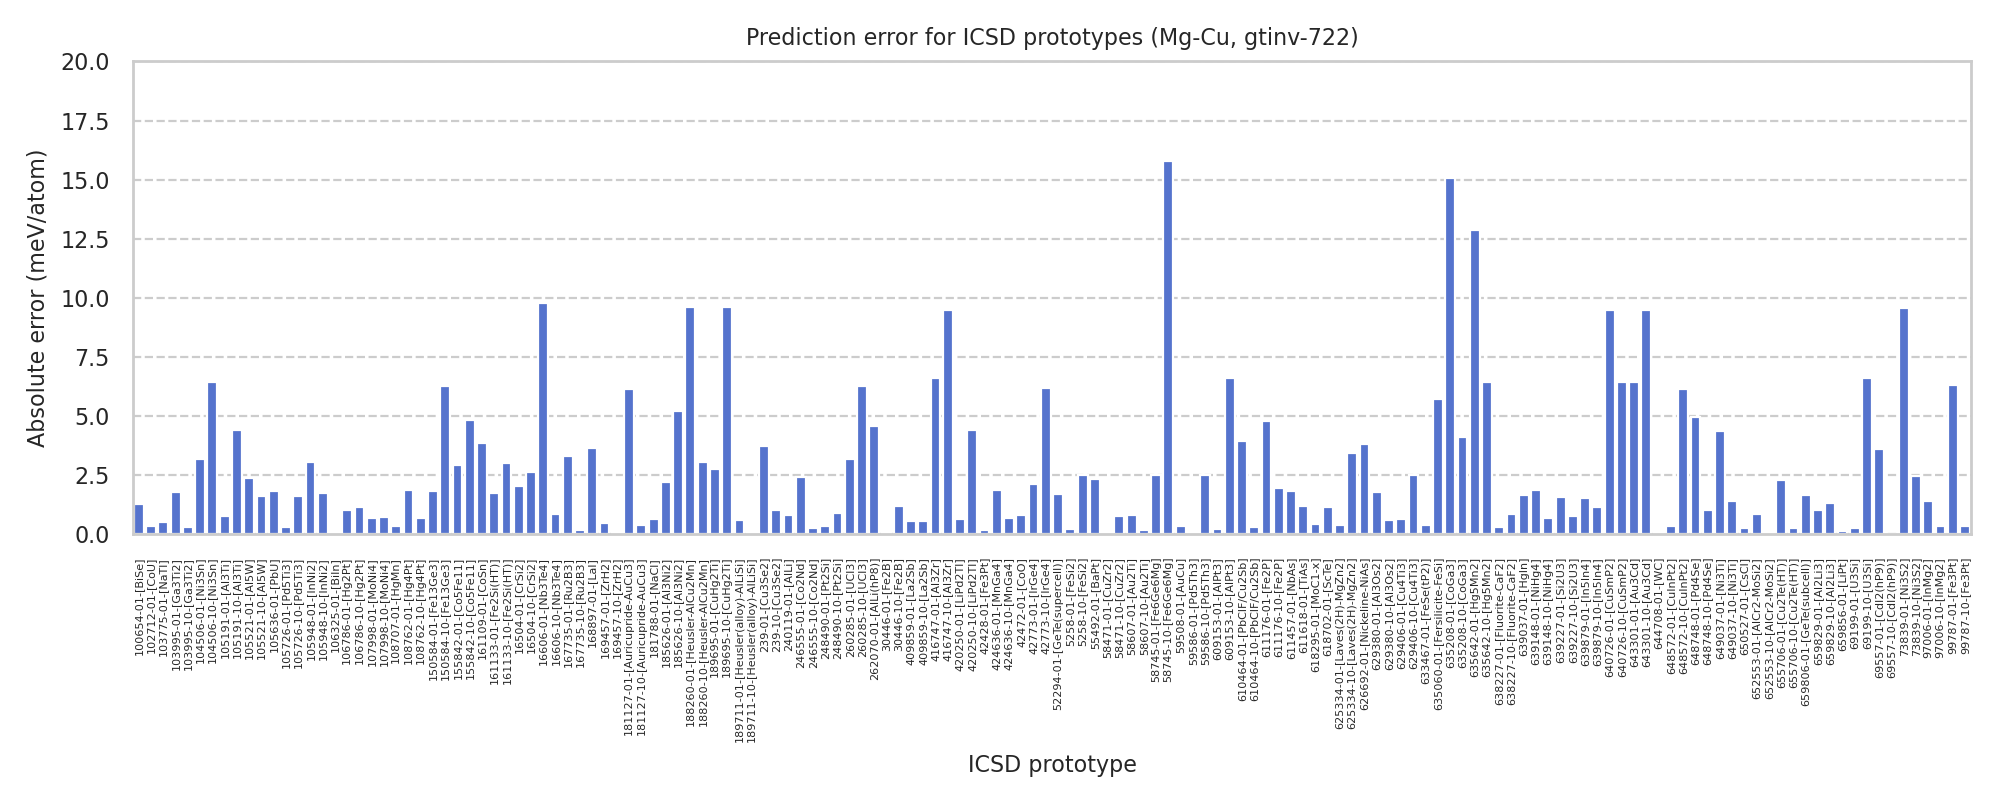 Prediction error for ICSD prototypes (Mg-Cu, gtinv-722)
Absolute error (meV/atom)
20.0
17.5
15.0
12.5
10.0
7.5
5.0
2.5
0.0
100654-01-[BiSe]
102712-01-[CoU]
103775-01-[NaTl]
103995-01-[Ga3Ti2]
103995-10-[Ga3Ti2]
104506-01-[Ni3Sn]
104506-10-[Ni3Sn]
105191-01-[Al3Ti]
105191-10-[Al3Ti]
105521-01-[Al5W]
105521-10-[Al5W]
105636-01-[PbU]
105726-01-[Pd5Ti3]
105726-10-[Pd5Ti3]
105948-01-[InNi2]
105948-10-[InNi2]
106325-01-[BiIn]
106786-01-[Hg2Pt]
106786-10-[Hg2Pt]
107998-01-[MoNi4]
107998-10-[MoNi4]
108707-01-[HgMn]
108762-01-[Hg4Pt]
108762-10-[Hg4Pt]
150584-01-[Fe13Ge3]
150584-10-[Fe13Ge3]
155842-01-[Co5Fe11]
155842-10-[Co5Fe11]
161109-01-[CoSn]
161133-01-[Fe2Si(HT)]
161133-10-[Fe2Si(HT)]
16504-01-[CrSi2]
16504-10-[CrSi2]
16606-01-[Nb3Te4]
16606-10-[Nb3Te4]
167735-01-[Ru2B3]
167735-10-[Ru2B3]
168897-01-[LaI]
169457-01-[ZrH2]
169457-10-[ZrH2]
181127-01-[Auricupride-AuCu3]
181127-10-[Auricupride-AuCu3]
181788-01-[NaCl]
185626-01-[Al3Ni2]
185626-10-[Al3Ni2]
188260-01-[Heusler-AlCu2Mn]
188260-10-[Heusler-AlCu2Mn]
189695-01-[CuHg2Ti]
189695-10-[CuHg2Ti]
189711-01-[Heusler(alloy)-AlLiSi]
189711-10-[Heusler(alloy)-AlLiSi]
239-01-[Cu3Se2]
239-10-[Cu3Se2]
240119-01-[AlLi]
246555-01-[Co2Nd]
246555-10-[Co2Nd]
248490-01-[Pt2Si]
248490-10-[Pt2Si]
260285-01-[UCl3]
260285-10-[UCl3]
262070-01-[AlLi(hP8)]
30446-01-[Fe2B]
30446-10-[Fe2B]
409859-01-[La2Sb]
409859-10-[La2Sb]
416747-01-[Al3Zr]
416747-10-[Al3Zr]
420250-01-[LiPd2Tl]
420250-10-[LiPd2Tl]
42428-01-[Fe3Pt]
424636-01-[MnGa4]
424636-10-[MnGa4]
42472-01-[CoO]
42773-01-[IrGe4]
42773-10-[IrGe4]
52294-01-[GeTe(supercell)]
5258-01-[FeSi2]
5258-10-[FeSi2]
55492-01-[BaPt]
58471-01-[CuZr2]
58471-10-[CuZr2]
58607-01-[Au2Ti]
58607-10-[Au2Ti]
58745-01-[Fe6Ge6Mg]
58745-10-[Fe6Ge6Mg]
59508-01-[AuCu]
595886-01-[Pd5Th3]
59586-10-[Pd5Th3]
609153-01-[AlPt3]
609153-10-[AlPt3]
610464-01-[PbClF/Cu2Sb]
610464-10-[PbClF/Cu2Sb]
611176-01-[Fe2P]
611176-10-[Fe2P]
611457-01-[NbAs]
611618-01-[TiAs]
618295-01-[MoC1-x]
618702-01-[ScTe]
625334-01-[Laves(2H)-MgZn2]
625334-10-[Laves(2H)-MgZn2]
626692-01-[Nickeline-NiAs]
629380-01-[Al3Os2]
629380-10-[Al3Os2]
629406-01-[Cu4Ti3]
629406-10-[Cu4Ti3]
633467-01-[FeSe(tP2)]
635060-01-[Fersilicite-FeSi]
635208-01-[CoGa3]
635208-10-[CoGa3]
635642-01-[Hg5Mn2]
635642-10-[Hg5Mn2]
638227-01-[Fluorite-CaF2]
638227-10-[Fluorite-CaF2]
639037-01-[HgIn]
639148-01-[NiHg4]
639148-10-[NiHg4]
639227-01-[Si2U3]
639227-10-[Si2U3]
639879-01-[In5In4]
639879-10-[In5In4]
640726-01-[CuSmP2]
640726-10-[CuSmP2]
643301-01-[Au3Cd]
643301-10-[Au3Cd]
644708-01-[WC]
648572-01-[CuInPt2]
648572-10-[CuInPt2]
648748-01-[Pd4Se]
648748-10-[Pd4Se]
649037-01-[Ni3Ti]
649037-10-[Ni3Ti]
650527-01-[CsCl]
652553-01-[AlCr2-MoSi2]
652553-10-[AlCr2-MoSi2]
655706-01-[Cu2Te(HT)]
655706-10-[Cu2Te(HT)]
659806-01-[GeTe(supercell)]
659829-01-[Al2Li3]
659829-10-[Al2Li3]
659856-01-[LiPt]
69199-01-[U3Si]
69199-10-[U3Si]
69557-01-[CdI2(hP9)]
69557-10-[CdI2(hP9)]
73839-01-[Ni3S2]
73839-10-[Ni3S2]
97006-01-[InMg2]
97006-10-[InMg2]
99787-01-[Fe3Pt]
99787-10-[Fe3Pt]
ICSD prototype